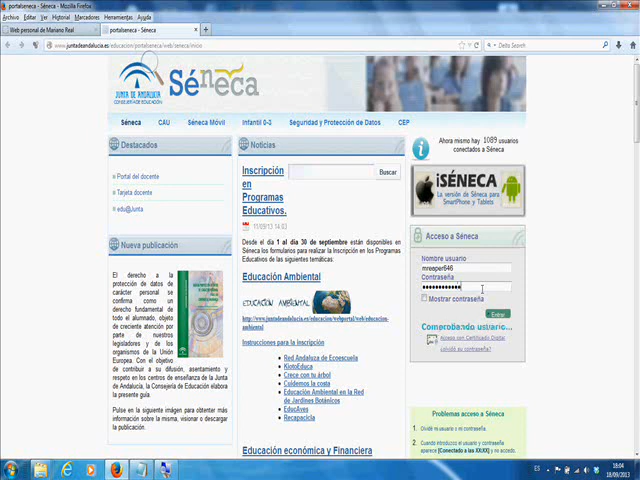 portalseneca - Séneca - Mozilla Firefox
Archivo Editar Ver Historial Marcadores Herramientas Ayuda
Web personal de Mariano Real
portalseneca - Séneca
www.juntadeandalucia.es/educacion/portalseneca/web/seneca/inicio
Delta Search
JUNTA DE ANDALUCIA
CONSEJERÍA DE EDUCACIÓN
Séneca
Séneca CAU Séneca Móvil Infantil 0-3 Seguridad y Protección de Datos CEP
Destacados
Portal del docente
Tarjeta docente
edu@Junta
Nueva publicación
El derecho a la
protección de datos de
carácter personal se
confirma como un
derecho fundamental de
todo el alumnado, objeto
de creciente atención por
parte de nuestros
legisladores y de los
organismos de la Unión
Europea. Con el objetivo
de contribuir a su difusión, asentamiento y
respeto en los centros de enseñanza de la Junta
de Andalucía, la Consejería de Educación elabora
la presente guía.
Pulse en la siguiente imágen para obtener más
información sobre la misma, visionar o descargar
la publicación.
Noticias
Buscar
Inscripción
en
Programas
Educativos.
11/09/13 14:03
Desde el día 1 al día 30 de septiembre están disponibles en
Séneca los formularios para realizar la Inscripción en los Programas
Educativos de las siguientes temáticas:
Educación Ambiental
EDUCACIÓN AMBIENTAL
http://www.juntadeandalucia.es/educacion/webportal/web/educacion-
ambiental
Instrucciones para la Inscripción
Red Andaluza de Ecoescuela
KiotoEduca
Crece con tu árbol
Cuidemos la costa
Educación Ambiental en la Red
de Jardines Botánicos
EducAves
Recapacicla
Educación económica y Financiera
Ahora mismo hay 1089 usuarios
conectados a Séneca
iSÉNECA
La versión de Séneca para
SmartPhone y Tablets
Acceso a Séneca
Nombre usuario
mreaper646
Contraseña
Mostrar contraseña
Entrar
Comprobando usuario...
Acceso con Certificado Digital
¿olvidó su contraseña?
Problemas acceso a Séneca
1. Olvidé mi usuario o mi contraseña.
2. Cuando introduzco el usuario y contraseña
aparece [Conectado a las XX:XX] y no accedo.
ES
18:04
18/09/2013